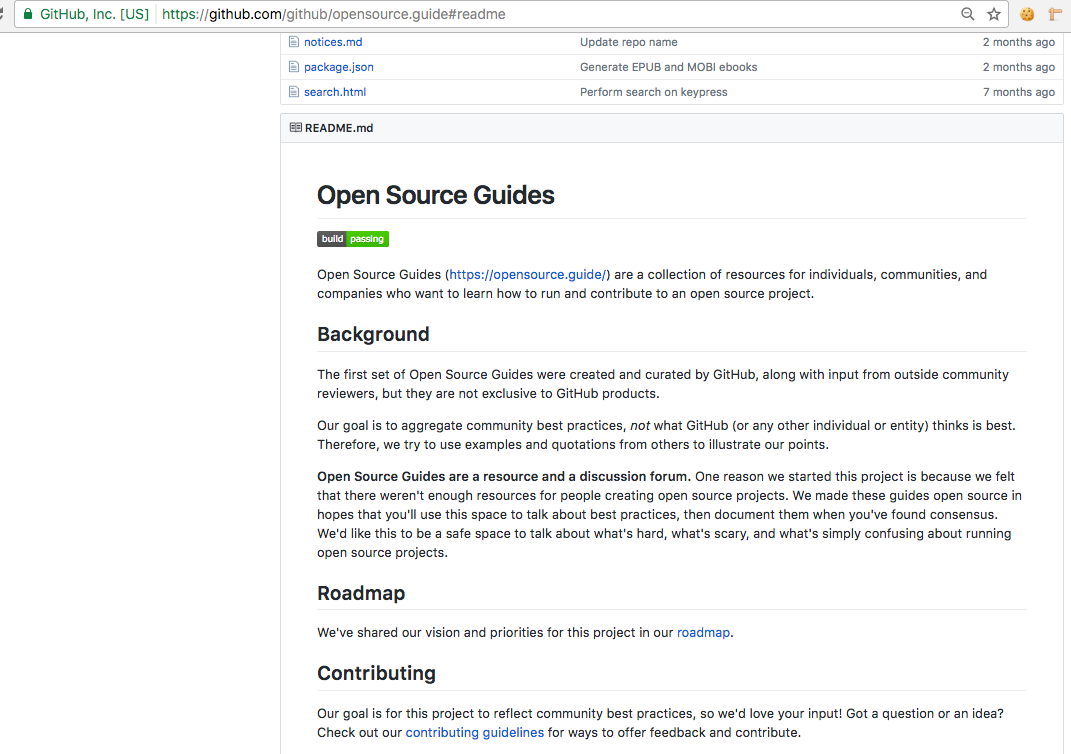 GitHub, Inc. [US] https://github.com/github/opensource.guide#readme
notices.md Update repo name 2 months ago
package.json Generate EPUB and MOBI ebooks 2 months ago
search.html Perform search on keypress 7 months ago
README.md
Open Source Guides
build passing
Open Source Guides (https://opensource.guide/) are a collection of resources for individuals, communities, and
companies who want to learn how to run and contribute to an open source project.
Background
The first set of Open Source Guides were created and curated by GitHub, along with input from outside community
reviewers, but they are not exclusive to GitHub products.
Our goal is to aggregate community best practices, not what GitHub (or any other individual or entity) thinks is best.
Therefore, we try to use examples and quotations from others to illustrate our points.
Open Source Guides are a resource and a discussion forum. One reason we started this project is because we felt
that there weren't enough resources for people creating open source projects. We made these guides open source in
hopes that you'll use this space to talk about best practices, then document them when you've found consensus.
We'd like this to be a safe space to talk about what's hard, what's scary, and what's simply confusing about running
open source projects.
Roadmap
We've shared our vision and priorities for this project in our roadmap.
Contributing
Our goal is for this project to reflect community best practices, so we'd love your input! Got a question or an idea?
Check out our contributing guidelines for ways to offer feedback and contribute.